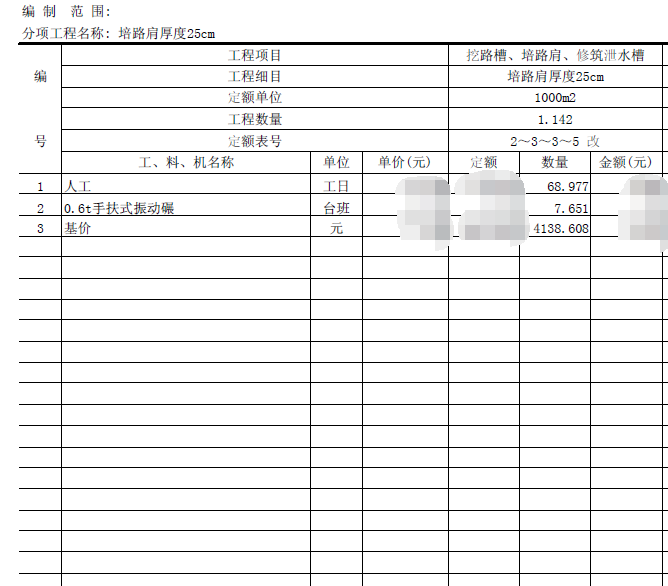 编 制 范 围:
分项工程名称: 培路肩厚度25cm
编 号
工程项目 挖路槽、培路肩、修筑泄水槽
工程细目 培路肩厚度25cm
定额单位 1000m2
工程数量 1.142
定额表号 2～3～3～5 改
工、料、机名称 单位 单价(元) 定额 数量 金额(元)
1 人工 工日 68.977
2 0.6t手扶式振动碾 台班 7.651
3 基价 元 4138.608